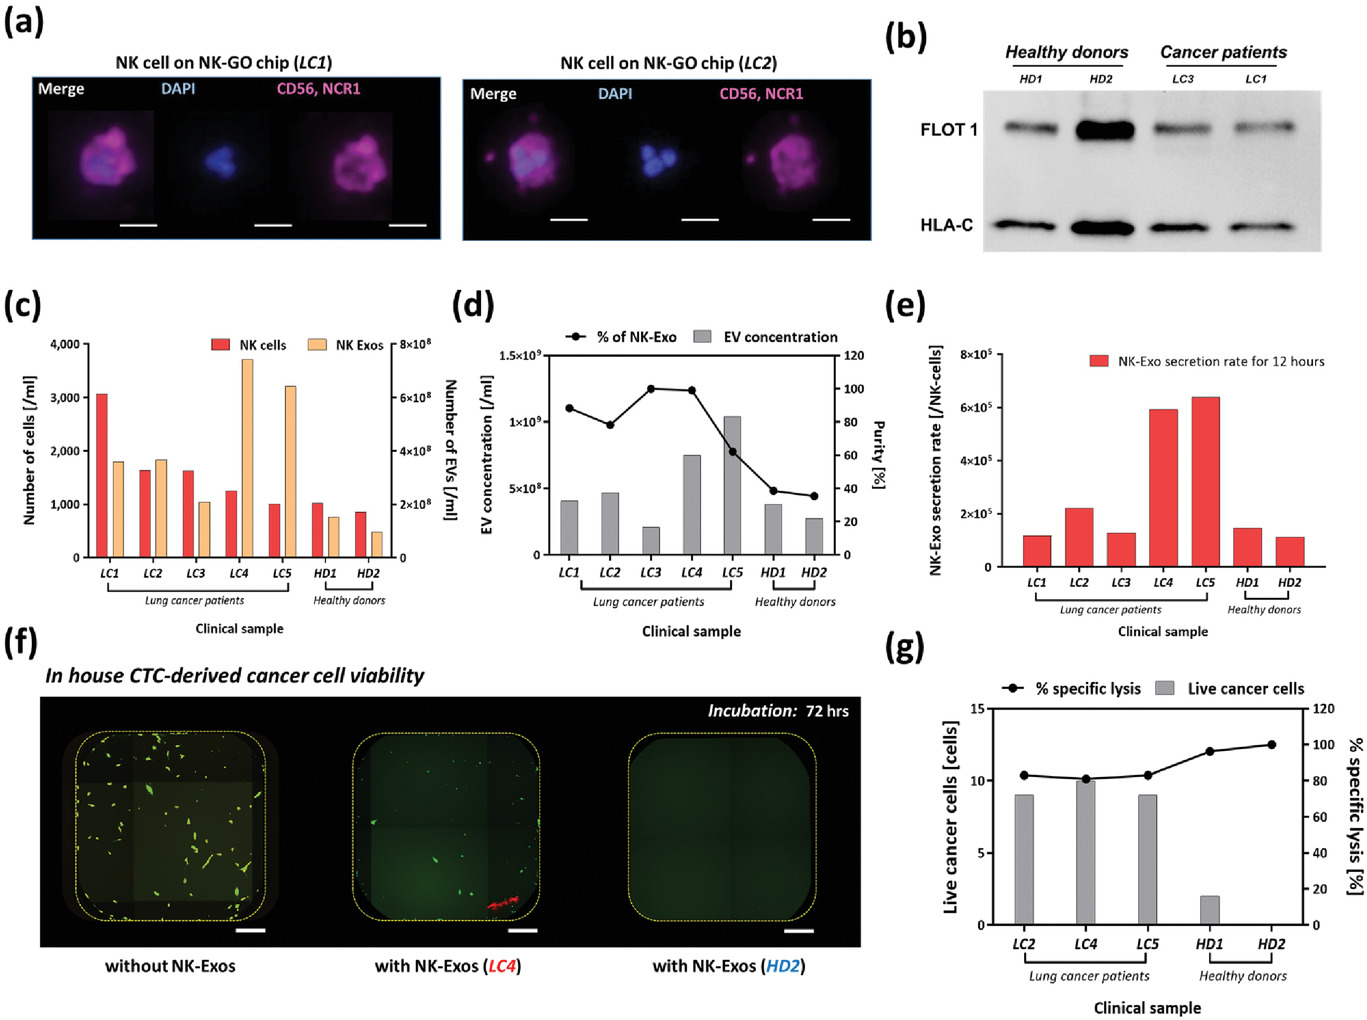 (a)
NK cell on NK-GO chip (LC1)
Merge DAPI CD56, NCR1
NK cell on NK-GO chip (LC2)
Merge DAPI CD56, NCR1
(b)
Healthy donors Cancer patients
HD1 HD2 LC3 LC1
FLOT 1
HLA-C
(c)
NK cells NK Exos
Number of cells [/ml]
4,000
3,000
2,000
1,000
0
8×10⁸
6×10⁸
4×10⁸
2×10⁸
0
Number of EVs [/ml]
LC1 LC2 LC3 LC4 LC5 HD1 HD2
Lung cancer patients Healthy donors
Clinical sample
(d)
% of NK-Exo EV concentration
EV concentration [/ml]
1.5×10⁹
1×10⁹
5×10⁸
0
120
100
80
60
40
20
0
Purity [%]
LC1 LC2 LC3 LC4 LC5 HD1 HD2
Lung cancer patients Healthy donors
Clinical sample
(e)
NK-Exo secretion rate for 12 hours
NK-Exo secretion rate [/NK-cells]
8×10⁵
6×10⁵
4×10⁵
2×10⁵
0
LC1 LC2 LC3 LC4 LC5 HD1 HD2
Lung cancer patients Healthy donors
Clinical sample
(f)
In house CTC-derived cancer cell viability
Incubation: 72 hrs
without NK-Exos
with NK-Exos (LC4)
with NK-Exos (HD2)
(g)
% specific lysis Live cancer cells
Live cancer cells [cells]
15
10
5
0
120
100
80
60
40
20
0
% specific lysis [%]
LC2 LC4 LC5 HD1 HD2
Lung cancer patients Healthy donors
Clinical sample